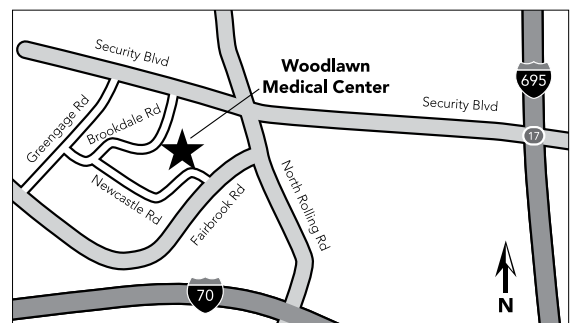 Security Blvd
Woodlawn
Medical Center
695
Security Blvd
17
Greengage Rd
Brookdale Rd
Newcastle Rd
Fairbrook Rd
North Rolling Rd
70
N